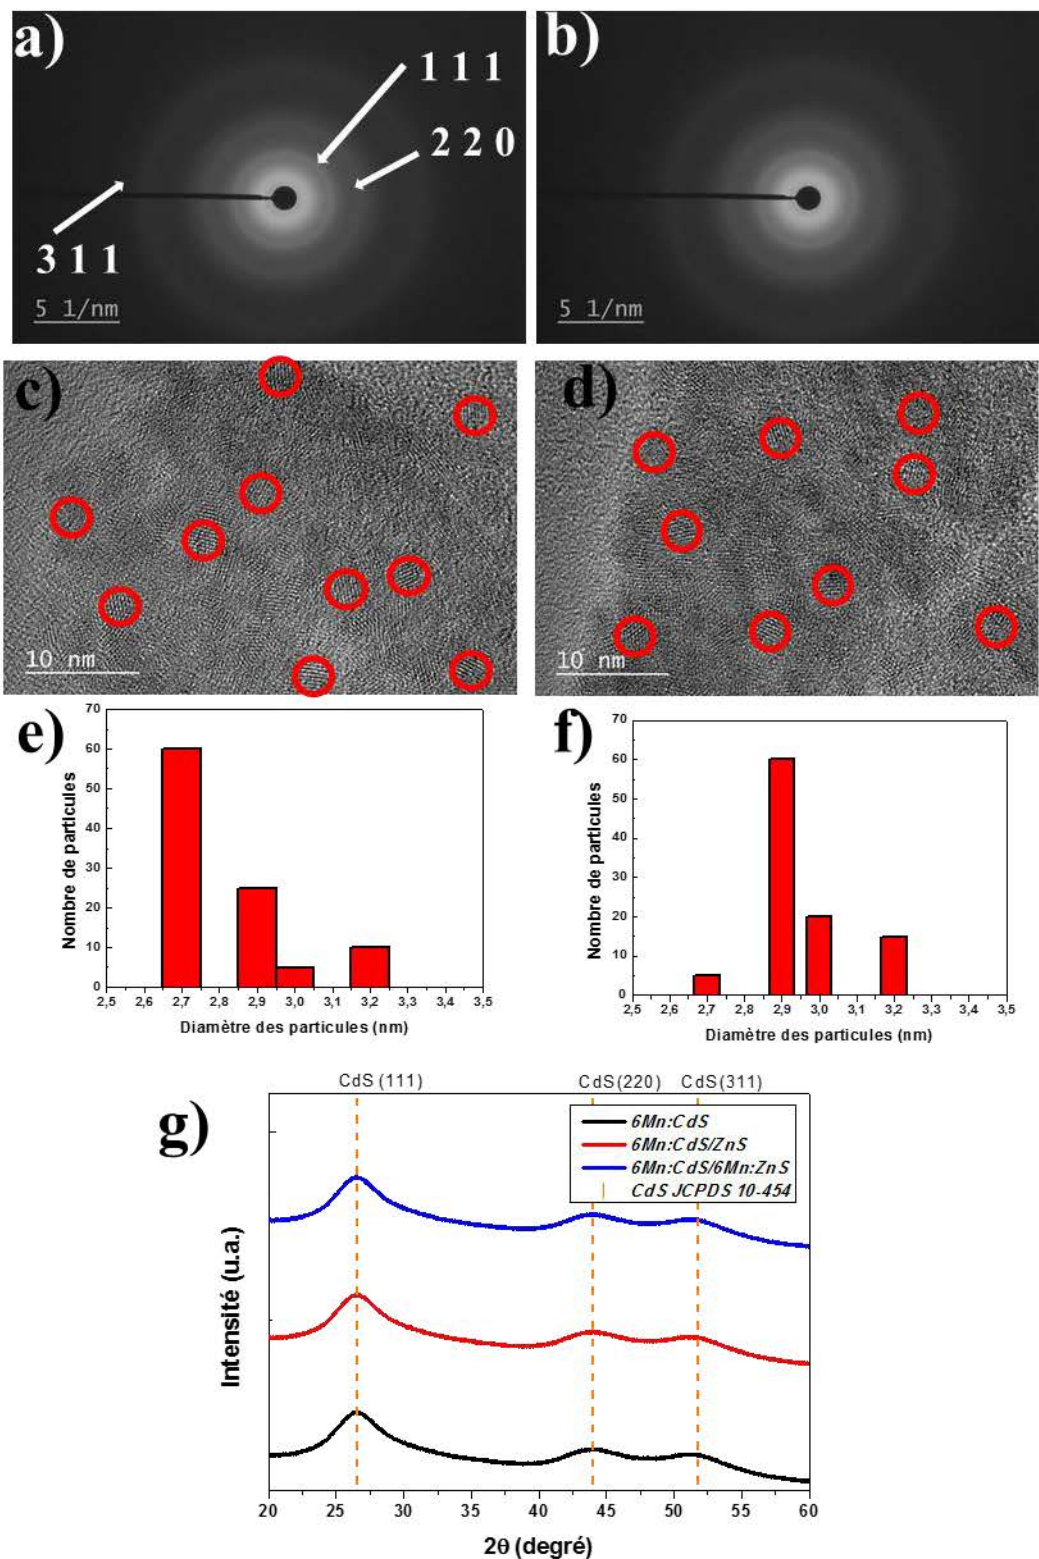 a)
1 1 1
2 2 0
3 1 1
5 1/nm
b)
5 1/nm
c)
10 nm
d)
10 nm
e)
Nombre de particules
70
60
50
40
30
20
10
0
2,5 2,6 2,7 2,8 2,9 3,0 3,1 3,2 3,3 3,4 3,5
Diamètre des particules (nm)
f)
Nombre de particules
70
60
50
40
30
20
10
0
2,5 2,6 2,7 2,8 2,9 3,0 3,1 3,2 3,3 3,4 3,5
Diamètre des particules (nm)
g)
CdS (111) CdS(220) CdS(311)
6Mn:CdS
6Mn:CdS/ZnS
6Mn:CdS/6Mn:ZnS
CdS JCPDS 10-454
Intensité (u.a.)
20 25 30 35 40 45 50 55 60
2θ (degré)